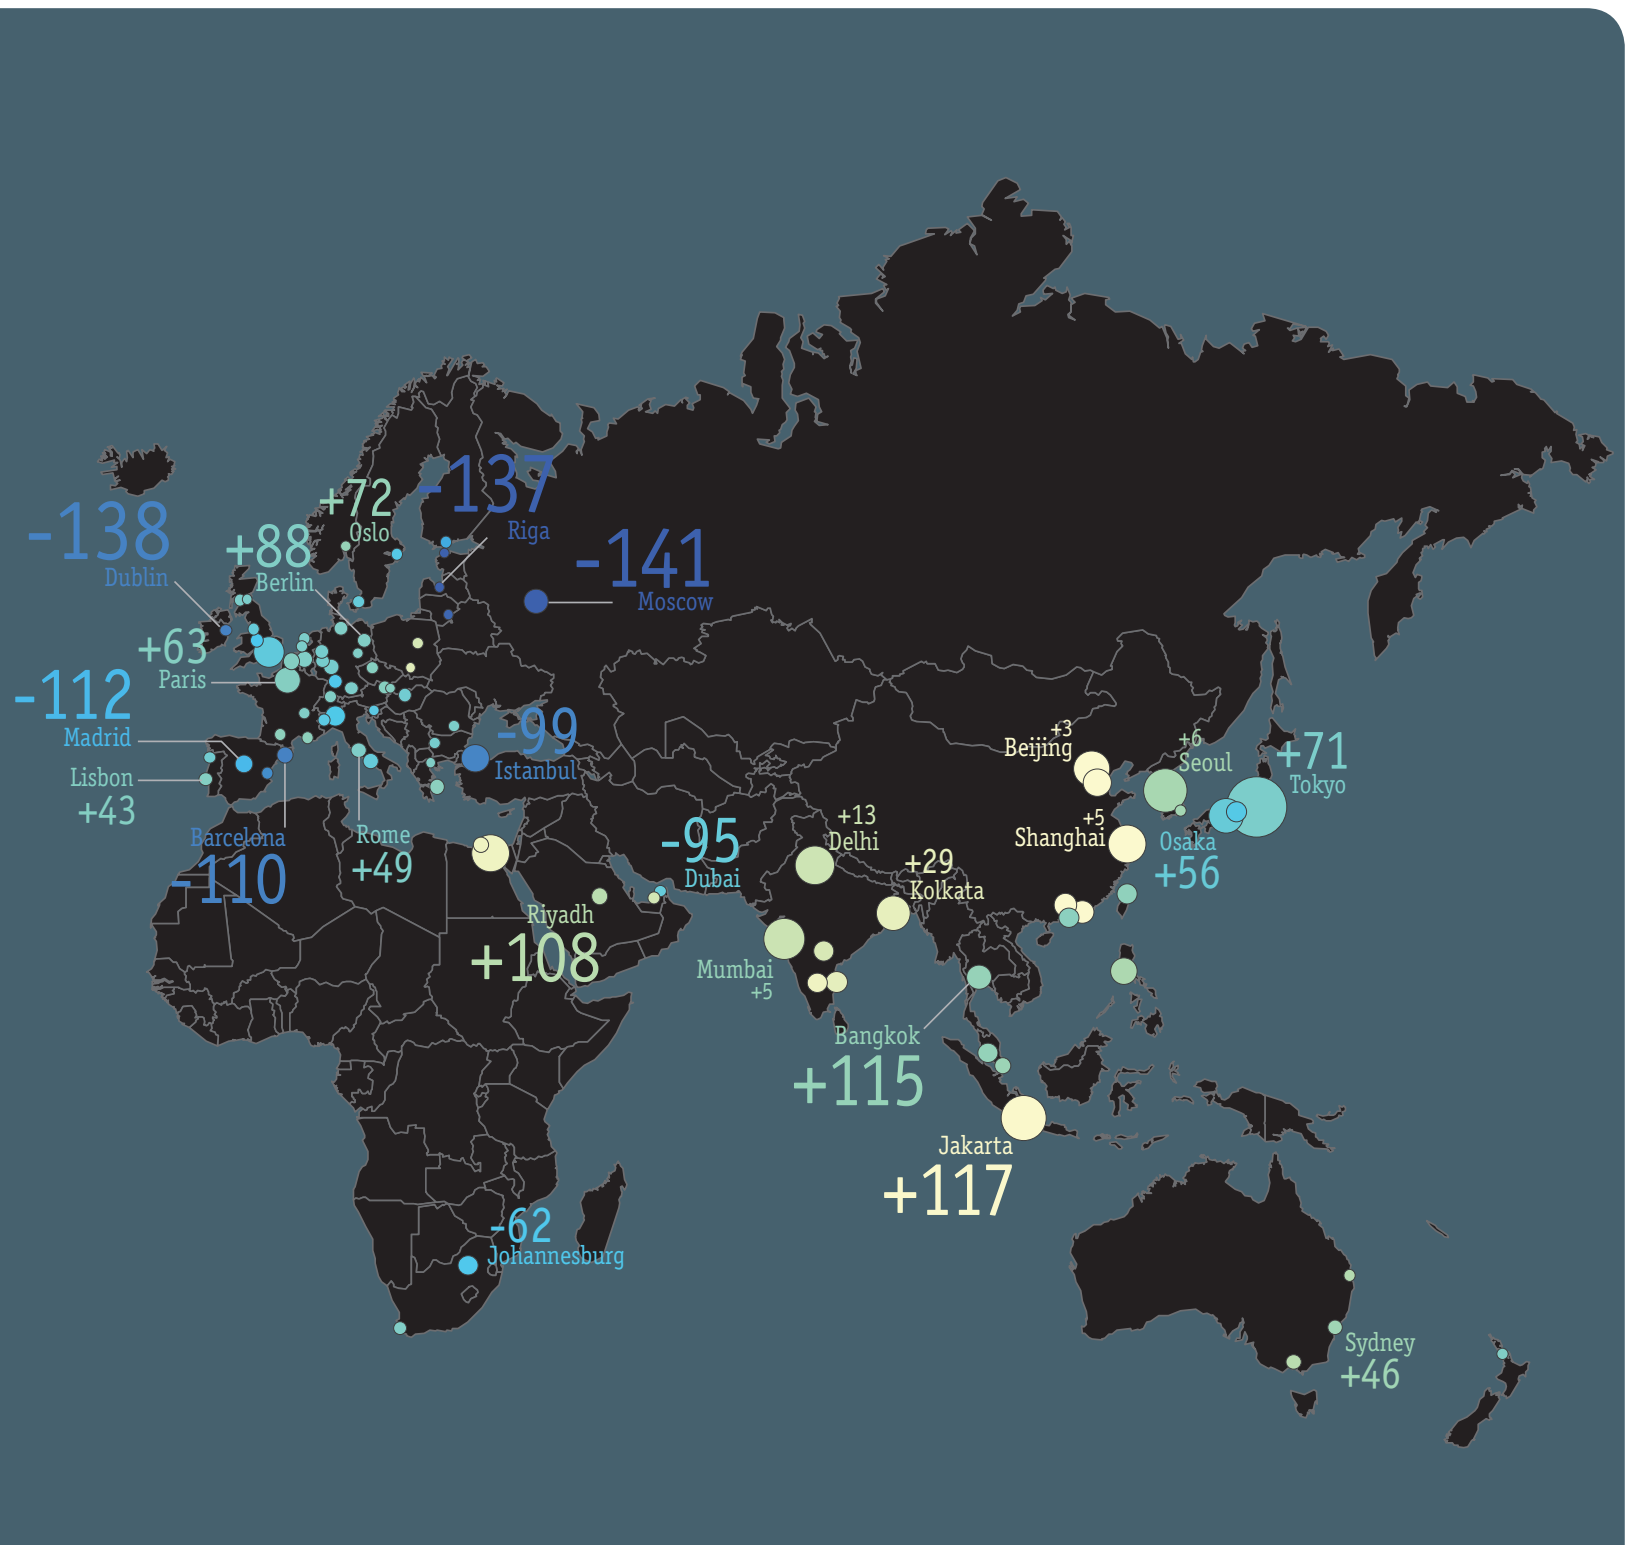 -137
+72
Oslo
-138
Dublin
Riga
+88
Berlin
-141
Moscow
+63
Paris
-112
Madrid
-99
Istanbul
+3
Beijing
+6
Seoul
+71
Tokyo
Lisbon
+43
Barcelona
-110
Rome
+49
-95
Dubai
+13
Delhi
+5
Shanghai
Osaka
+56
+29
Kolkata
Riyadh
+108
Mumbai
+5
Bangkok
+115
Jakarta
+117
-62
Johannesburg
Sydney
+46